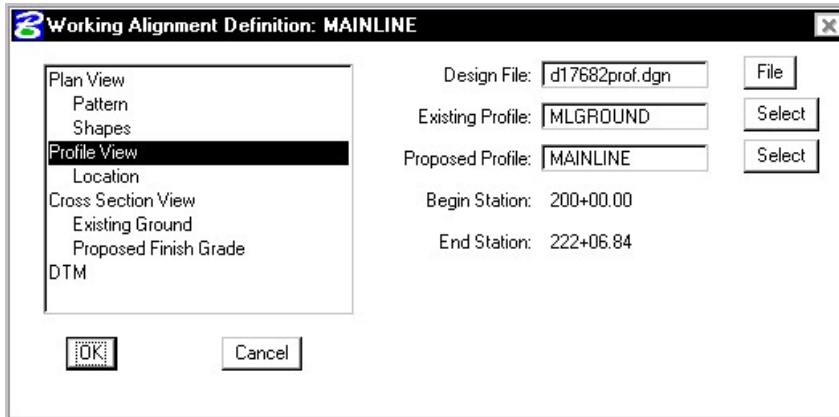 Working Alignment Definition: MAINLINE
Plan View
Pattern
Shapes
Profile View
Location
Cross Section View
Existing Ground
Proposed Finish Grade
DTM
Design File: d17682prof.dgn File
Existing Profile: MLGROUND Select
Proposed Profile: MAINLINE Select
Begin Station: 200+00.00
End Station: 222+06.84
OK Cancel